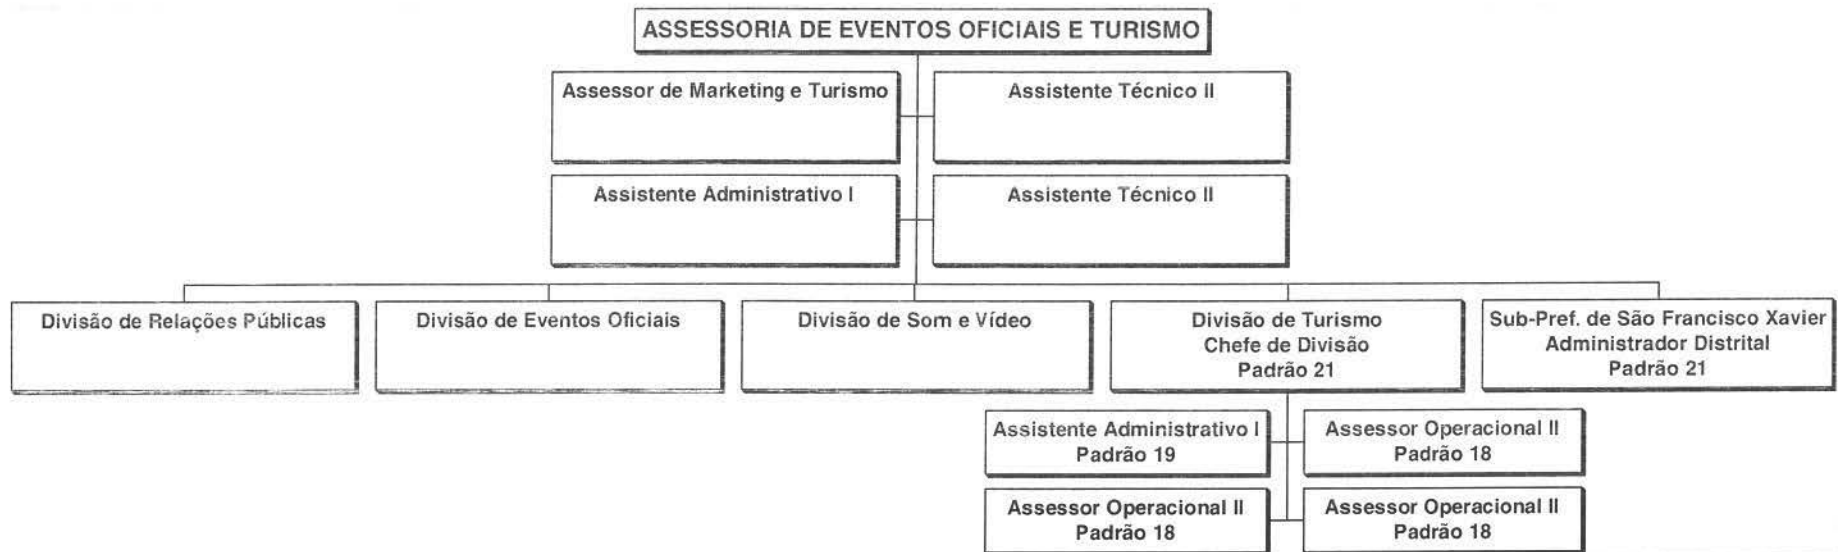 ASSESSORIA DE EVENTOS OFICIAIS E TURISMO
Assessor de Marketing e Turismo
Assistente Técnico II
Assistente Administrativo I
Assistente Técnico II
Divisão de Relações Públicas
Divisão de Eventos Oficiais
Divisão de Som e Vídeo
Divisão de Turismo
Chefe de Divisão
Padrão 21
Sub-Pref. de São Francisco Xavier
Administrador Distrital
Padrão 21
Assistente Administrativo I
Padrão 19
Assessor Operacional II
Padrão 18
Assessor Operacional II
Padrão 18
Assessor Operacional II
Padrão 18